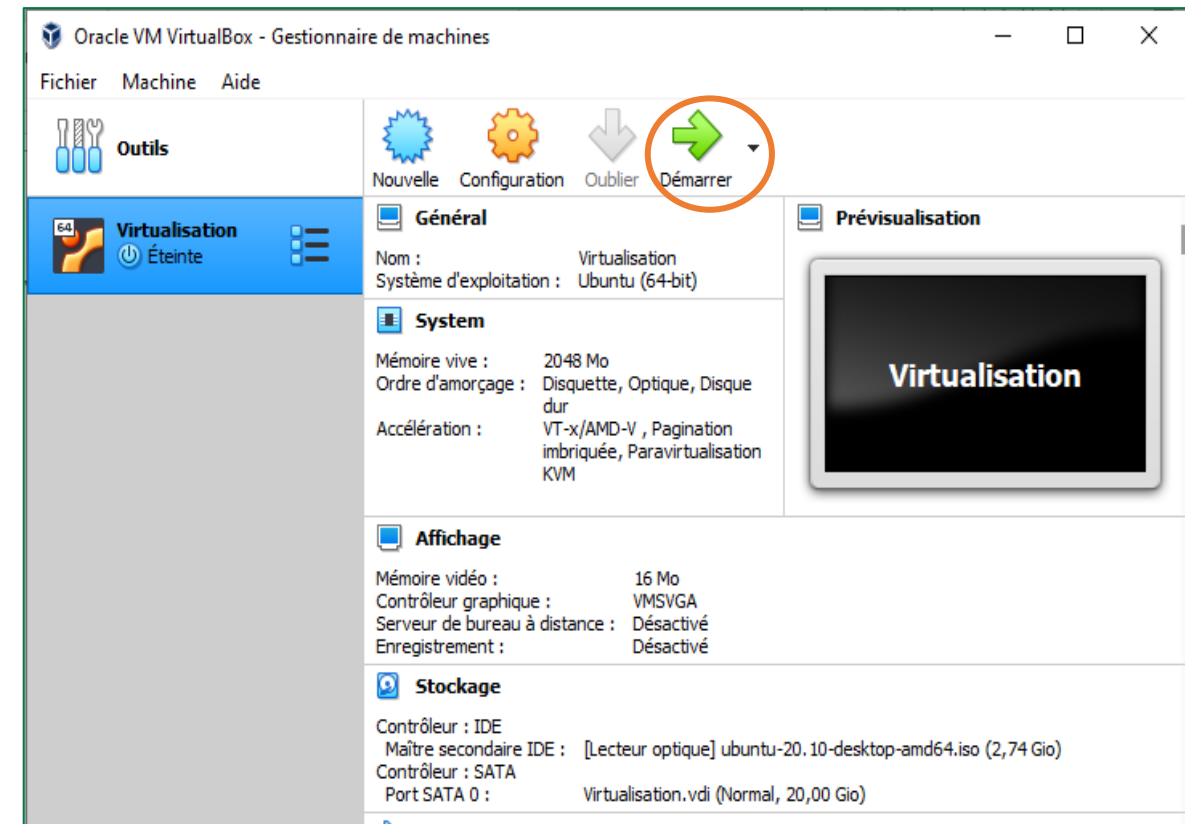 Oracle VM VirtualBox - Gestionnaire de machines
Fichier Machine Aide
Outils
Nouvelle Configuration Oublier Démarrer
64
Virtualisation
Éteinte
Général
Nom : Virtualisation
Système d'exploitation : Ubuntu (64-bit)
System
Mémoire vive : 2048 Mo
Ordre d'amorçage : Disquette, Optique, Disque
dur
Accélération : VT-x/AMD-V , Pagination
imbriquée, Paravirtualisation
KVM
Prévisualisation
Virtualisation
Affichage
Mémoire vidéo : 16 Mo
Contrôleur graphique : VMSVGA
Serveur de bureau à distance : Désactivé
Enregistrement : Désactivé
Stockage
Contrôleur : IDE
Maître secondaire IDE : [Lecteur optique] ubuntu-20.10-desktop-amd64.iso (2,74 Gio)
Contrôleur : SATA
Port SATA 0 : Virtualisation.vdi (Normal, 20,00 Gio)